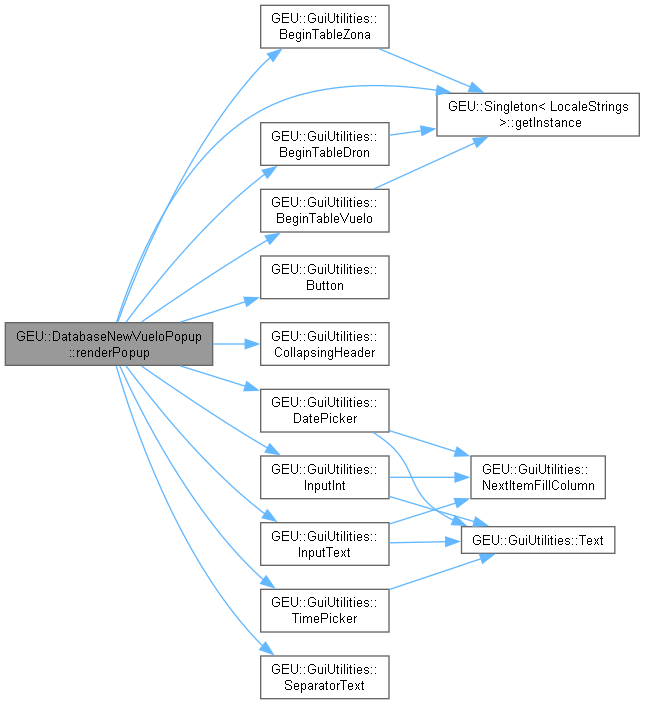 GEU::GuiUtilities::
BeginTableZona
GEU::Singleton< LocaleStrings
>::getInstance
GEU::GuiUtilities::
BeginTableDron
GEU::GuiUtilities::
BeginTableVuelo
GEU::GuiUtilities::
Button
GEU::DatabaseNewVueloPopup
::renderPopup
GEU::GuiUtilities::
CollapsingHeader
GEU::GuiUtilities::
DatePicker
GEU::GuiUtilities::
InputInt
GEU::GuiUtilities::
NextItemFillColumn
GEU::GuiUtilities::
InputText
GEU::GuiUtilities::Text
GEU::GuiUtilities::
TimePicker
GEU::GuiUtilities::
SeparatorText